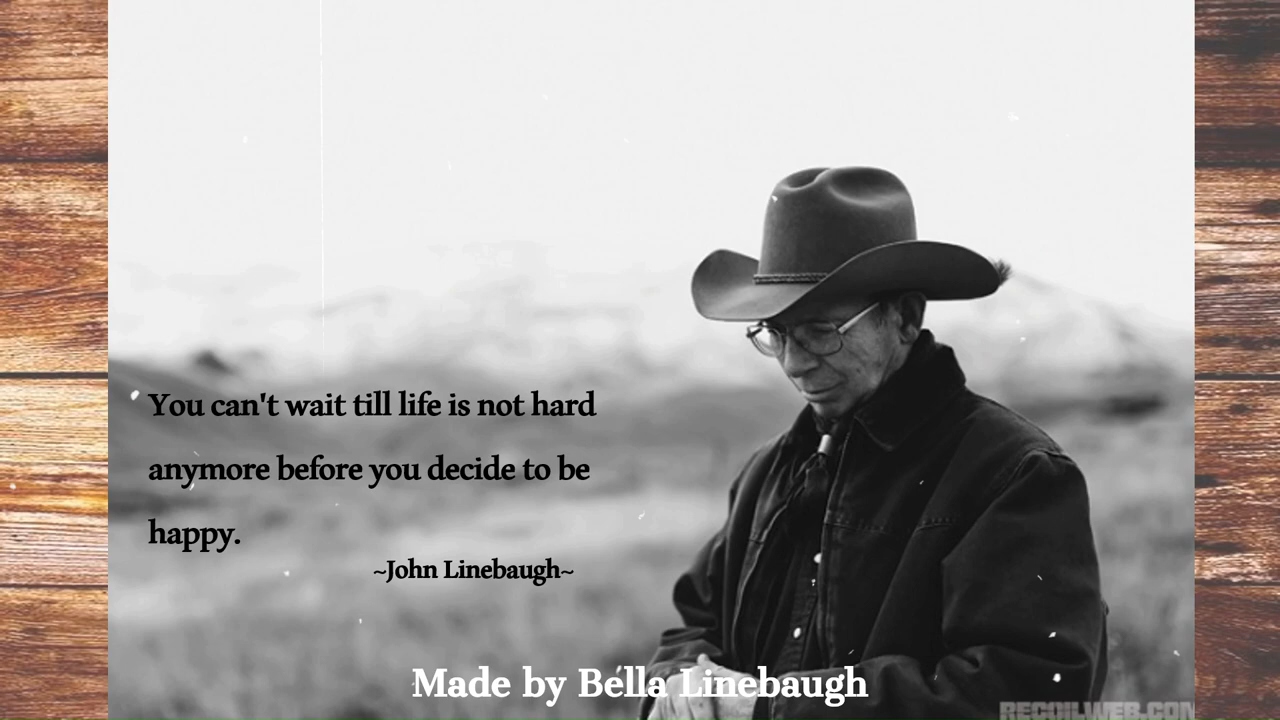 You can't wait till life is not hard
anymore before you decide to be
happy.
~John Linebaugh~
Made by Bella Linebaugh
RECOILWEB.COM